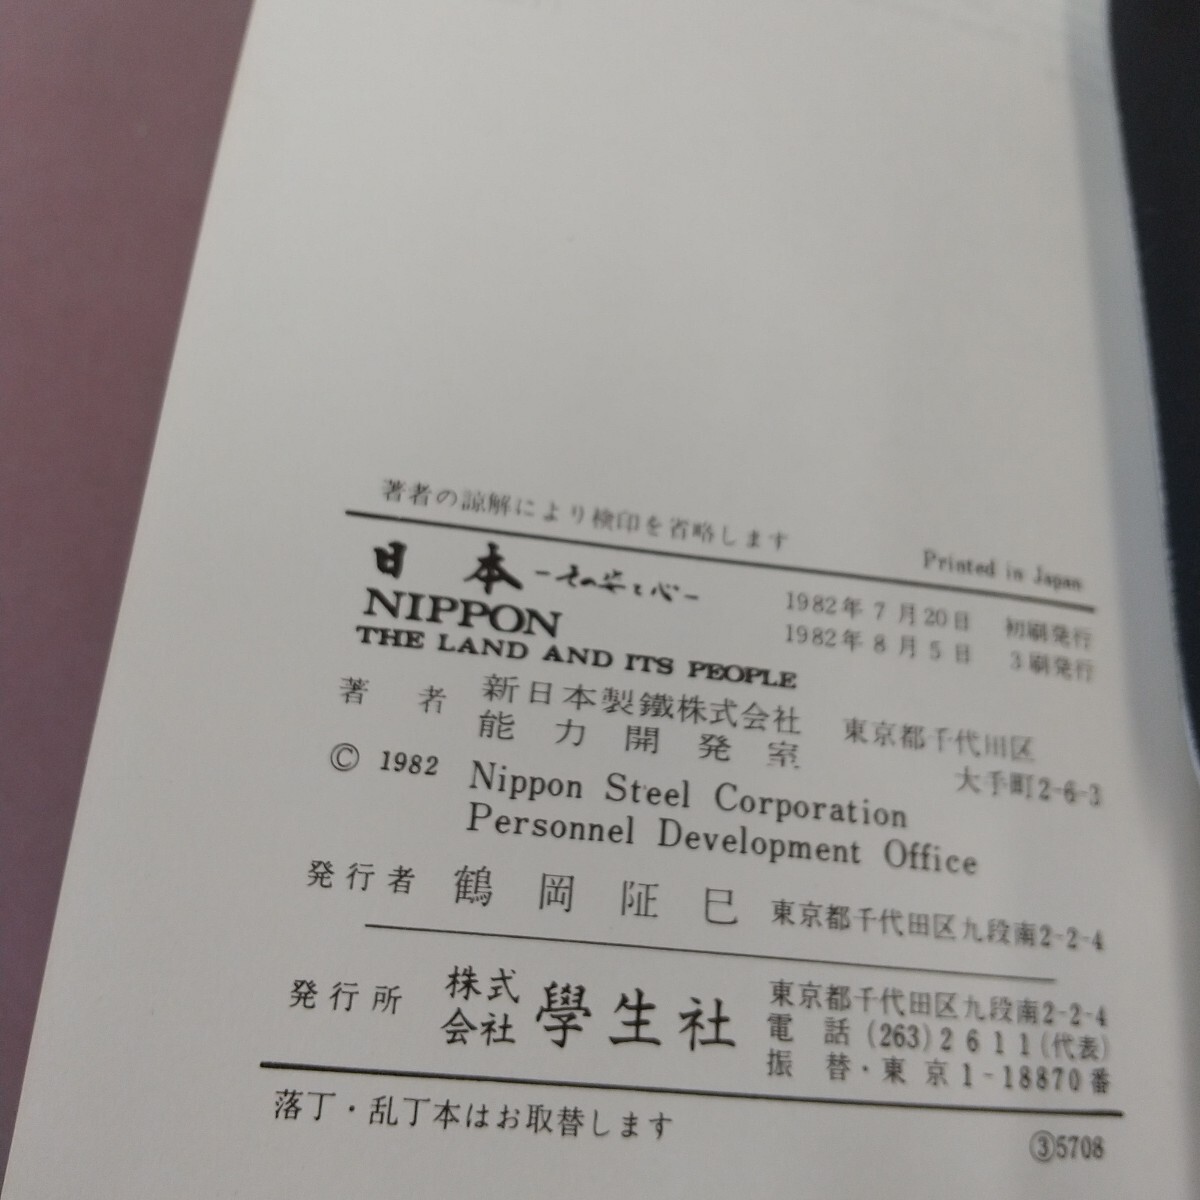 著者の諒解により検印を省略します
Printed in Japan
日本 -その姿と心-
NIPPON
THE LAND AND ITS PEOPLE
1982年7月20日 初刷発行
1982年8月5日 3刷発行
著者 新日本製鐵株式会社
能力開発室
東京都千代川区
大手町2-6-3
© 1982 Nippon Steel Corporation
Personnel Development Office
発行者 鶴岡阷巳 東京都千代田区九段南2-2-4
発行所 株式会社 學生社 東京都千代田区九段南2-2-4
電話 (263) 2611 (代表)
振替・東京1-18870番
落丁・乱丁本はお取替します
③5708